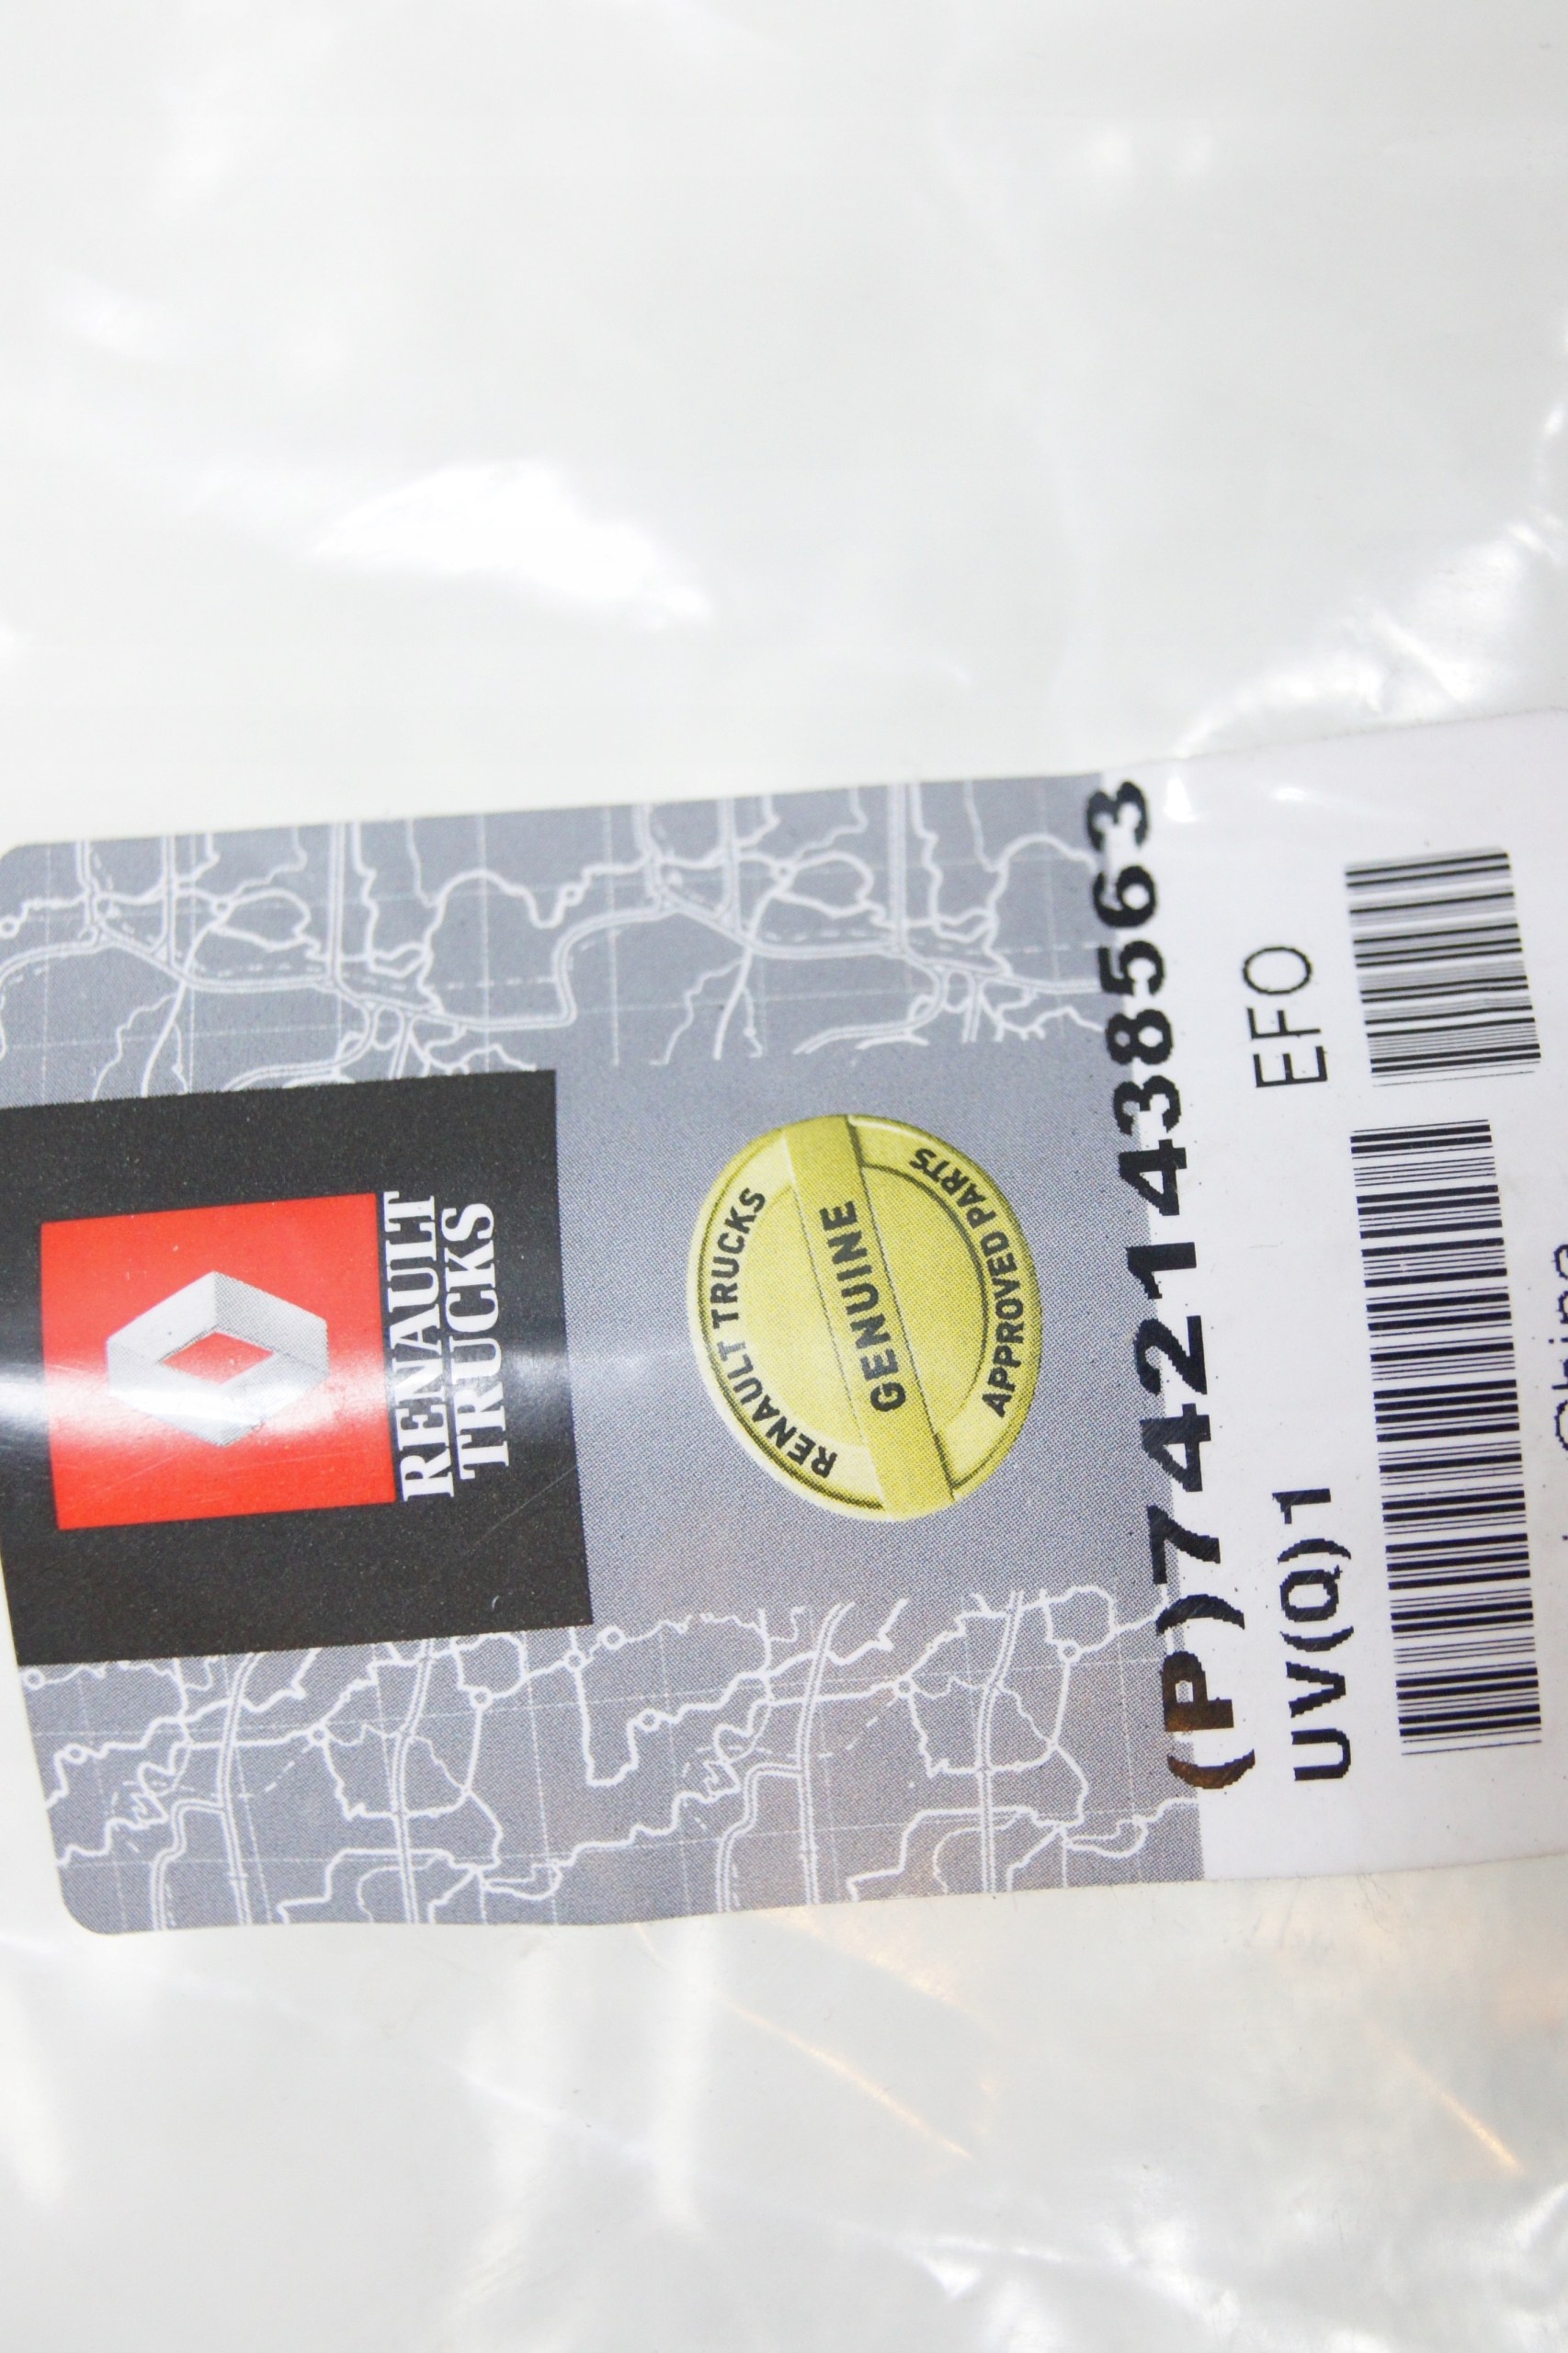 RENAULT
TRUCKS
RENAULT TRUCKS
GENUINE
APPROVED PARTS
(P)7421438563
UV(Q)1 EFO